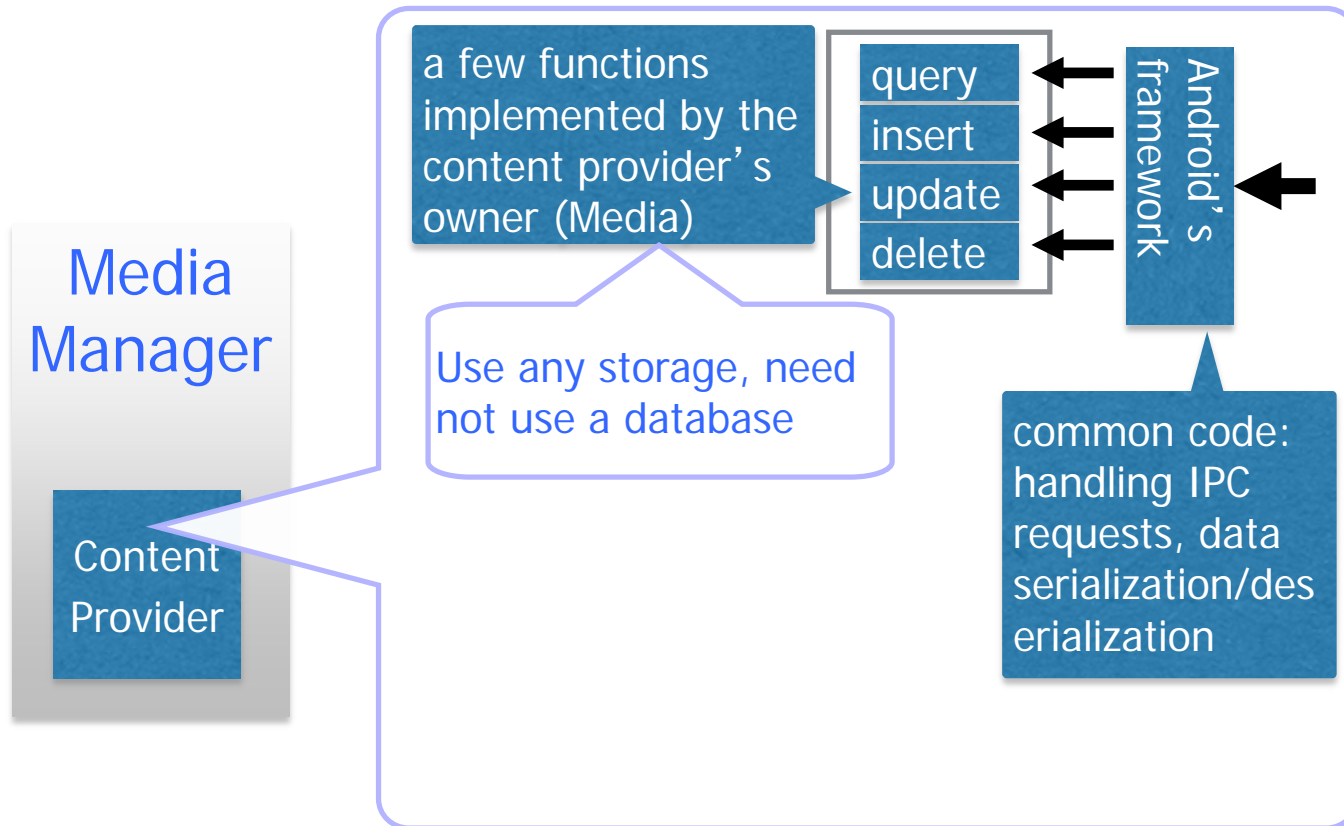 Media
Manager
Content
Provider
a few functions
implemented by the
content provider’s
owner (Media)
Use any storage, need
not use a database
query
insert
update
delete
Android’s
framework
common code:
handling IPC
requests, data
serialization/des
erialization